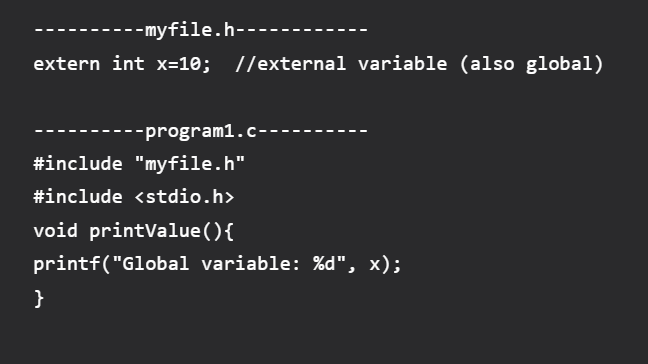 ----------myfile.h------------
extern int x=10;  //external variable (also global)
----------program1.c----------
#include "myfile.h"
#include <stdio.h>
void printValue(){
printf("Global variable: %d", x);
}